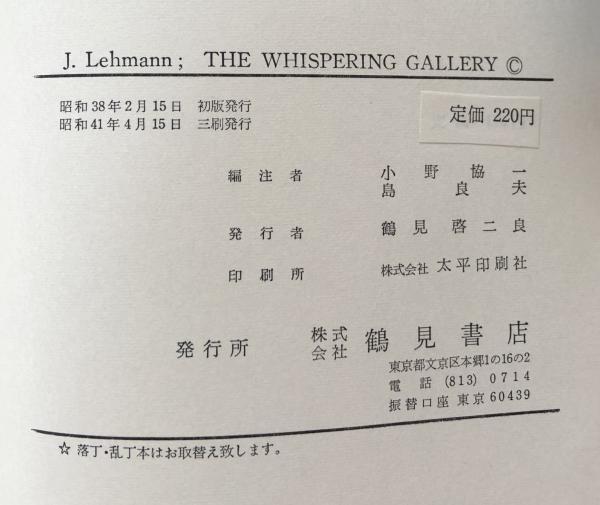 J. Lehmann; THE WHISPERING GALLERY ©
昭和38年2月15日 初版発行
昭和41年4月15日 三刷発行
定価 220円
編注者 小野協一
島良夫
発行者 鶴見啓二良
印刷所 株式会社 太平印刷社
発行所 株式会社 鶴見書店
東京都文京区本郷1の16の2
電話 (813) 0714
振替口座 東京60439
☆ 落丁・乱丁本はお取替え致します。